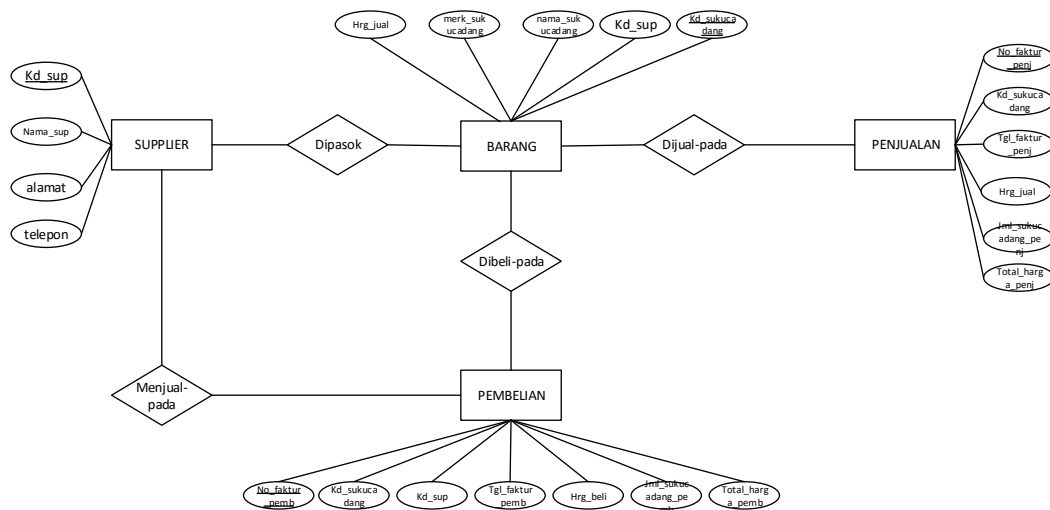 Hrg_jual
merk_suk
ucadang
nama_suk
ucadang
Kd_sup
Kd_sukuca
dang
Kd_sup
Nama_sup
alamat
telepon
SUPPLIER
Dipasok
BARANG
Dijual-pada
PENJUALAN
No_faktur
_penj
Kd_sukuca
dang
Tgl_faktur
_penj
Hrg_jual
Jml_sukuc
adang_pe
nj
Total_harg
a_penj
Dibeli-pada
Menjual-
pada
PEMBELIAN
No_faktur
_pemb
Kd_sukuca
dang
Kd_sup
Tgl_faktur
_pemb
Hrg_beli
Jml_sukuc
adang_pe
Total_harg
a_pemb